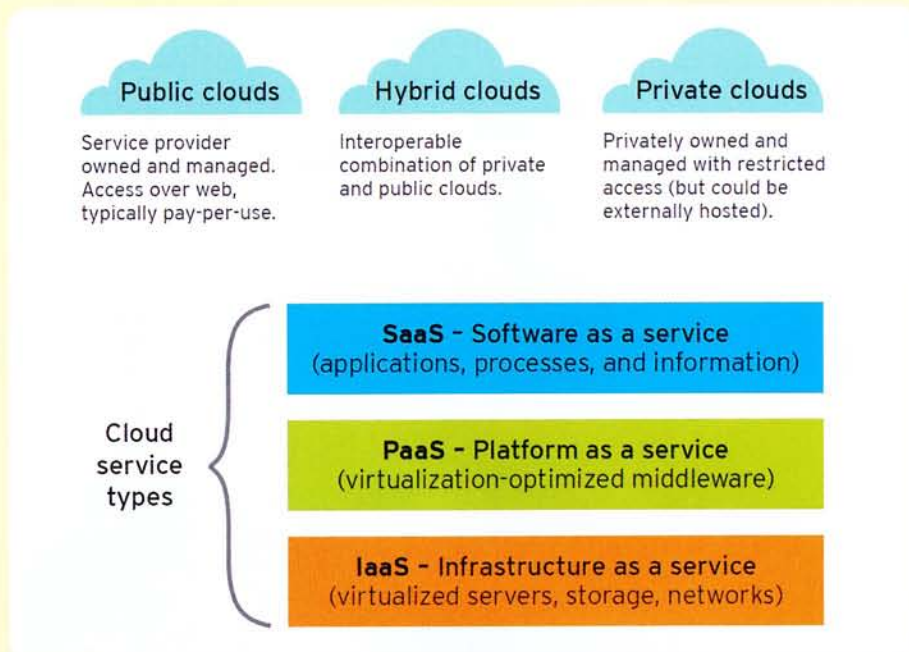 Public clouds
Service provider
owned and managed.
Access over web,
typically pay-per-use.
Hybrid clouds
Interoperable
combination of private
and public clouds.
Private clouds
Privately owned and
managed with restricted
access (but could be
externally hosted).
Cloud
service
types
SaaS – Software as a service
(applications, processes, and information)
PaaS – Platform as a service
(virtualization-optimized middleware)
IaaS – Infrastructure as a service
(virtualized servers, storage, networks)